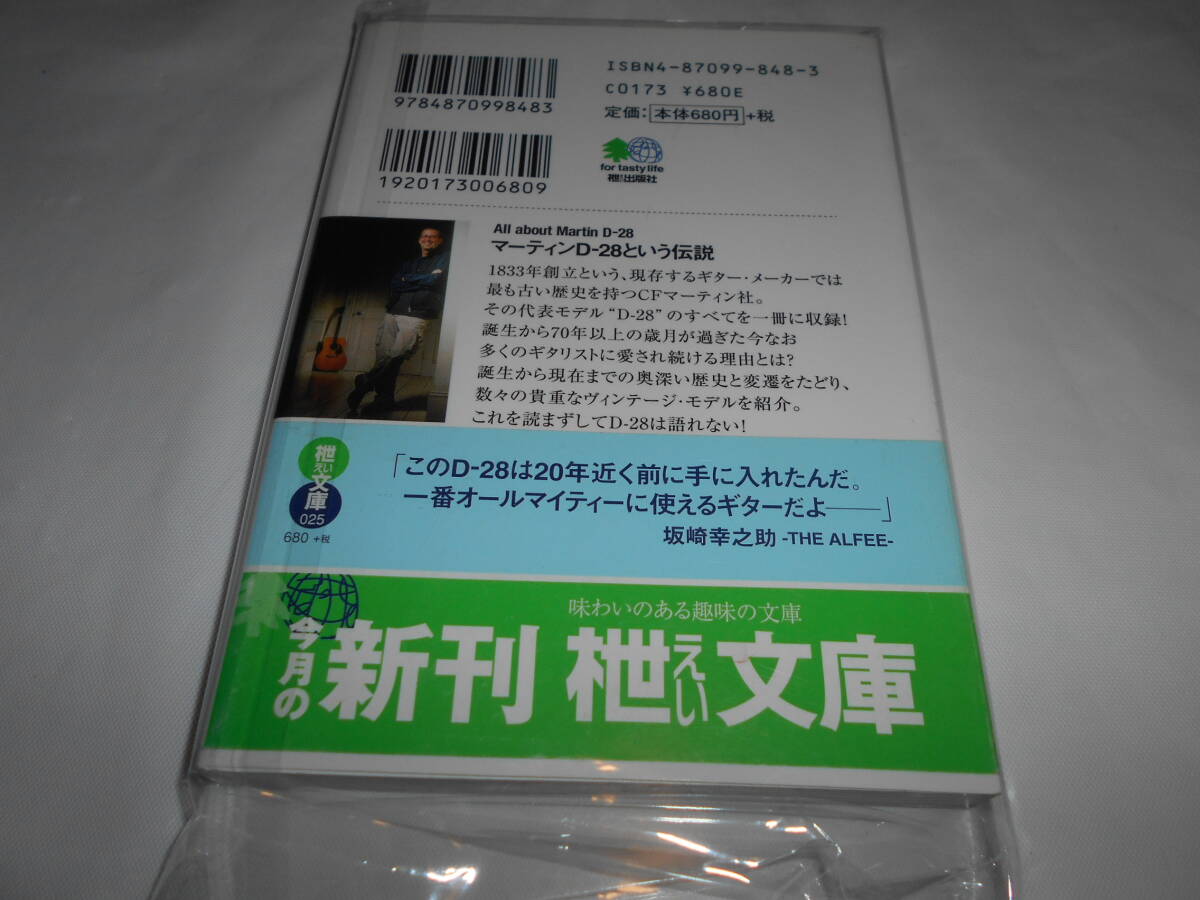 ISBN4-87099-848-3
C0173 ¥680E
定価: 本体680円+税
9784870998483
1920173006809
for tasty life
枻出版社
All about Martin D-28
マーティンD-28という伝説
1833年創立という、現存するギター・メーカーでは
最も古い歴史を持つCFマーティン社。
その代表モデル“D-28”のすべてを一冊に収録!
誕生から70年以上の歳月が過ぎた今なお
多くのギタリストに愛され続ける理由とは?
誕生から現在までの奥深い歴史と変遷をたどり、
数々の貴重なヴィンテージ・モデルを紹介。
これを読まずしてD-28は語れない!
枻えい文庫
025
680 +税
「このD-28は20年近く前に手に入れたんだ。
一番オールマイティーに使えるギターだよ——」
坂崎幸之助 -THE ALFEE-
味わいのある趣味の文庫
今月の新刊 枻えい文庫